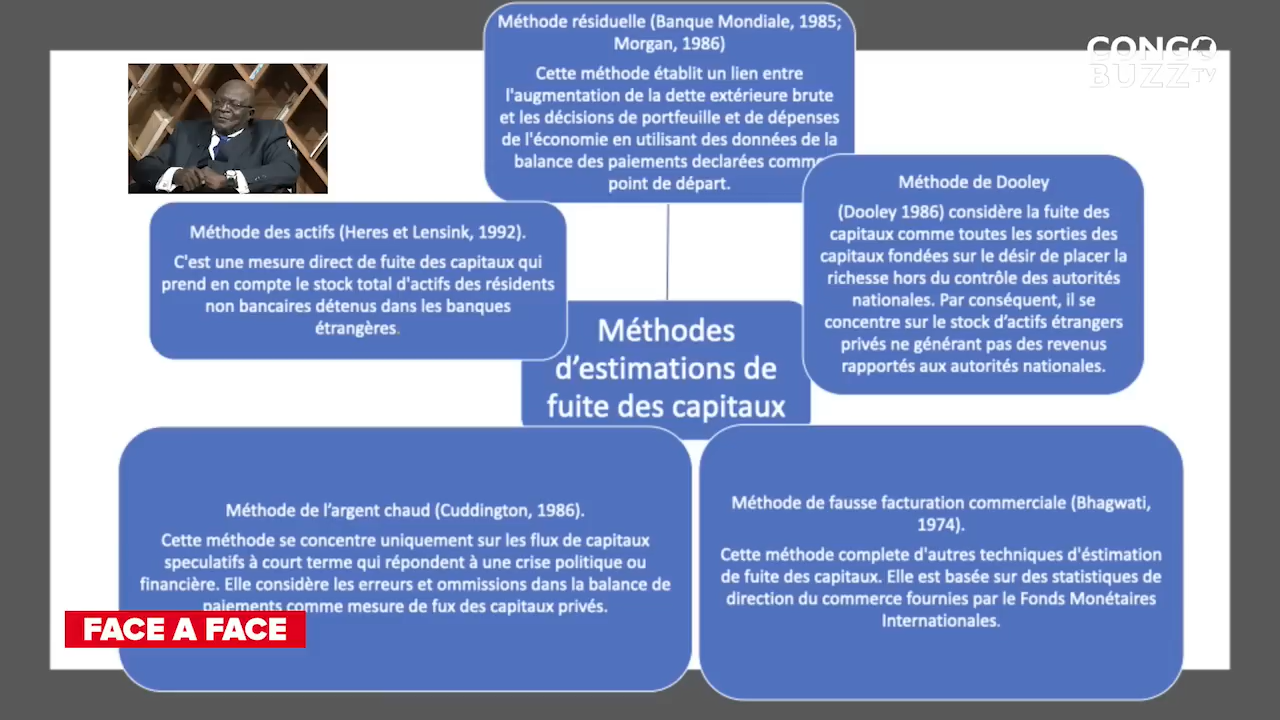 Méthode résiduelle (Banque Mondiale, 1985;
Morgan, 1986)
Cette méthode établit un lien entre
l'augmentation de la dette extérieure brute
et les décisions de portfeuille et de dépenses
de l'économie en utilisant des données de la
balance des paiements declarées comme
point de départ.
CONGO
BUZZ TV
Méthode de Dooley
(Dooley 1986) considère la fuite des
capitaux comme toutes les sorties des
capitaux fondées sur le désir de placer la
richesse hors du contrôle des autorités
nationales. Par conséquent, il se
concentre sur le stock d'actifs étrangers
privés ne générant pas des revenus
rapportés aux autorités nationales.
Méthode des actifs (Heres et Lensink, 1992).
C'est une mesure direct de fuite des capitaux qui
prend en compte le stock total d'actifs des résidents
non bancaires détenus dans les banques
étrangères.
Méthodes
d'estimations de
fuite des capitaux
Méthode de l'argent chaud (Cuddington, 1986).
Cette méthode se concentre uniquement sur les flux de capitaux
speculatifs à court terme qui répondent à une crise politique ou
financière. Elle considère les erreurs et ommissions dans la balance de
paiements comme mesure de fux des capitaux privés.
Méthode de fausse facturation commerciale (Bhagwati,
1974).
Cette méthode complete d'autres techniques d'éstimation
de fuite des capitaux. Elle est basée sur des statistiques de
direction du commerce fournies par le Fonds Monétaires
Internationales.
FACE A FACE